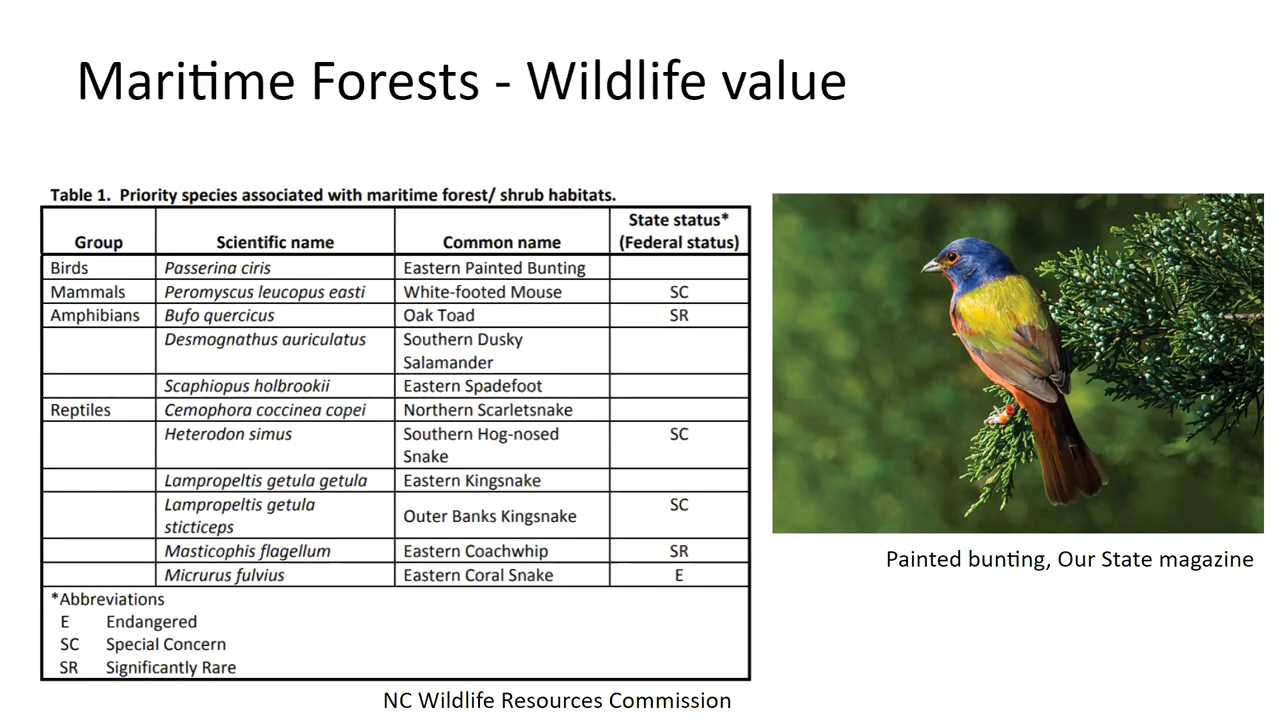 Maritime Forests - Wildlife value
Table 1. Priority species associated with maritime forest/ shrub habitats.
Group Scientific name Common name State status* (Federal status)
Birds Passerina ciris Eastern Painted Bunting
Mammals Peromyscus leucopus easti White-footed Mouse SC
Amphibians Bufo quercicus Oak Toad SR
Desmognathus auriculatus Southern Dusky Salamander
Scaphiopus holbrookii Eastern Spadefoot
Reptiles Cemophora coccinea copei Northern Scarletsnake
Heterodon simus Southern Hog-nosed Snake SC
Lampropeltis getula getula Eastern Kingsnake
Lampropeltis getula sticticeps Outer Banks Kingsnake SC
Masticophis flagellum Eastern Coachwhip SR
Micrurus fulvius Eastern Coral Snake E
*Abbreviations
E Endangered
SC Special Concern
SR Significantly Rare
NC Wildlife Resources Commission
Painted bunting, Our State magazine